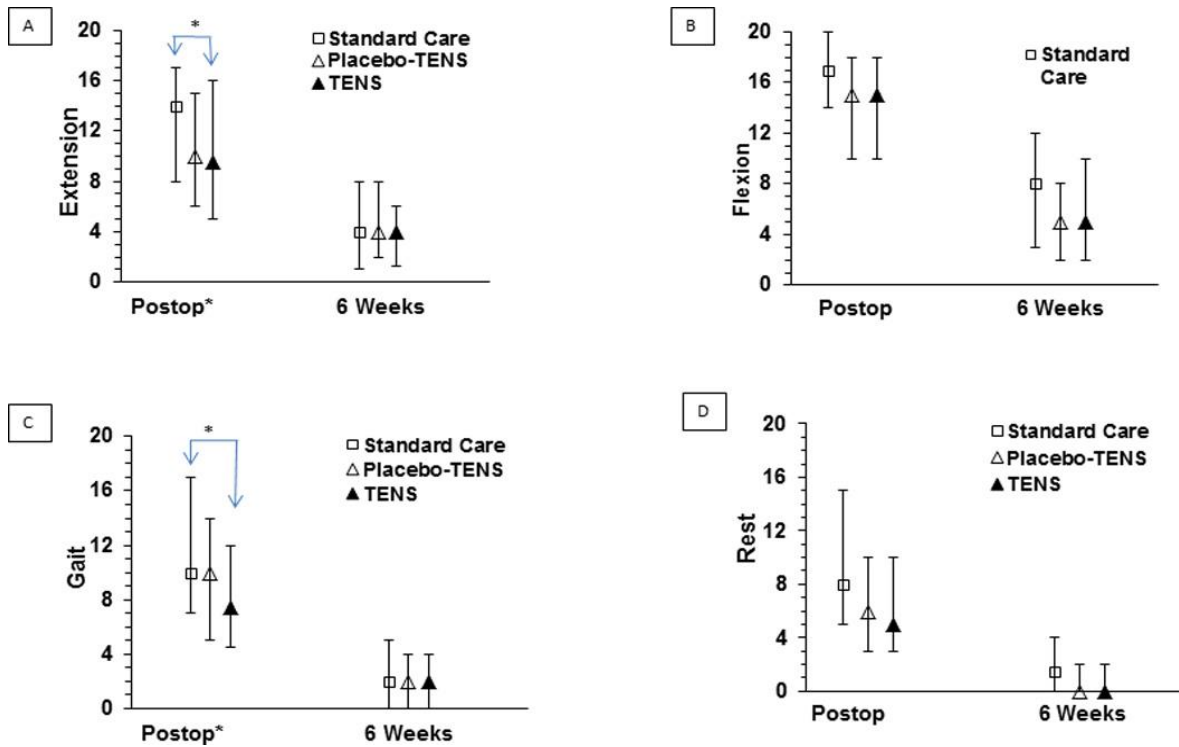 A
20
16
12
8
4
0
Extension
*
Standard Care
Placebo-TENS
TENS
Postop*
6 Weeks
B
20
16
12
8
4
0
Flexion
Standard
Care
Postop
6 Weeks
C
20
16
12
8
4
0
Gait
*
Standard Care
Placebo-TENS
TENS
Postop*
6 Weeks
D
20
16
12
8
4
0
Rest
Standard Care
Placebo-TENS
TENS
Postop
6 Weeks